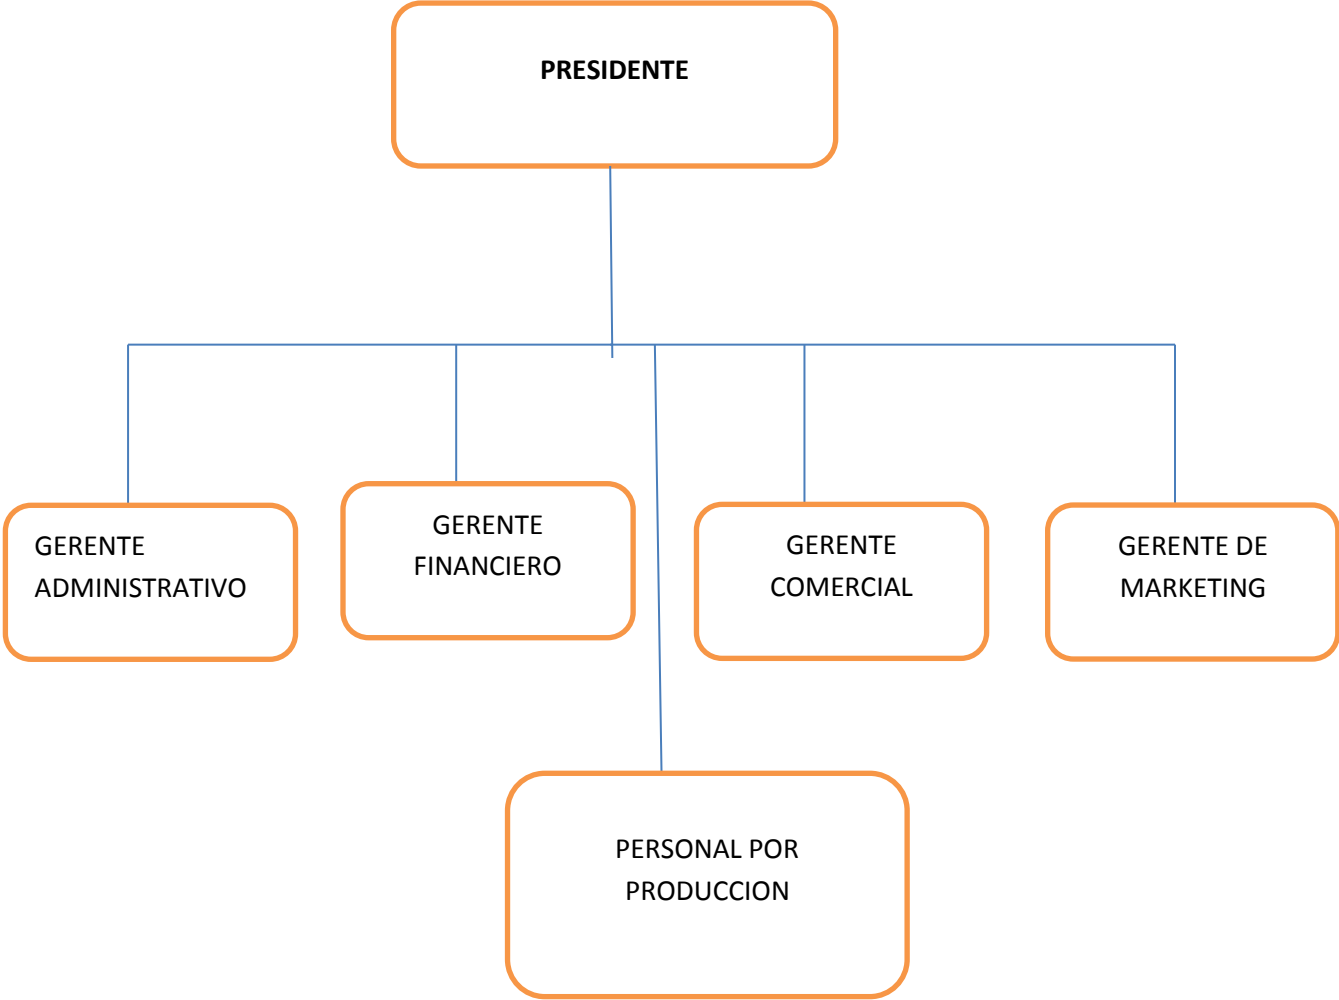 PRESIDENTE
GERENTE
ADMINISTRATIVO
GERENTE
FINANCIERO
GERENTE
COMERCIAL
GERENTE DE
MARKETING
PERSONAL POR
PRODUCCION